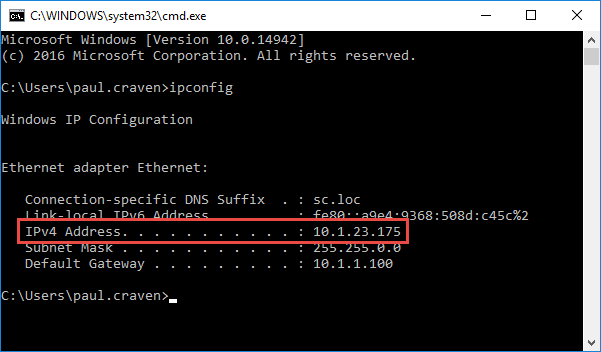 C:\WINDOWS\system32\cmd.exe
Microsoft Windows [Version 10.0.14942]
(c) 2016 Microsoft Corporation. All rights reserved.
C:\Users\paul.craven>ipconfig
Windows IP Configuration
Ethernet adapter Ethernet:
Connection-specific DNS Suffix . : sc.loc
Link-local IPv6 Address . . . . . : fe80::a9e4:9368:508d:c45c%2
IPv4 Address. . . . . . . . . . . : 10.1.23.175
Subnet Mask . . . . . . . . . . . : 255.255.0.0
Default Gateway . . . . . . . . . : 10.1.1.100
C:\Users\paul.craven>